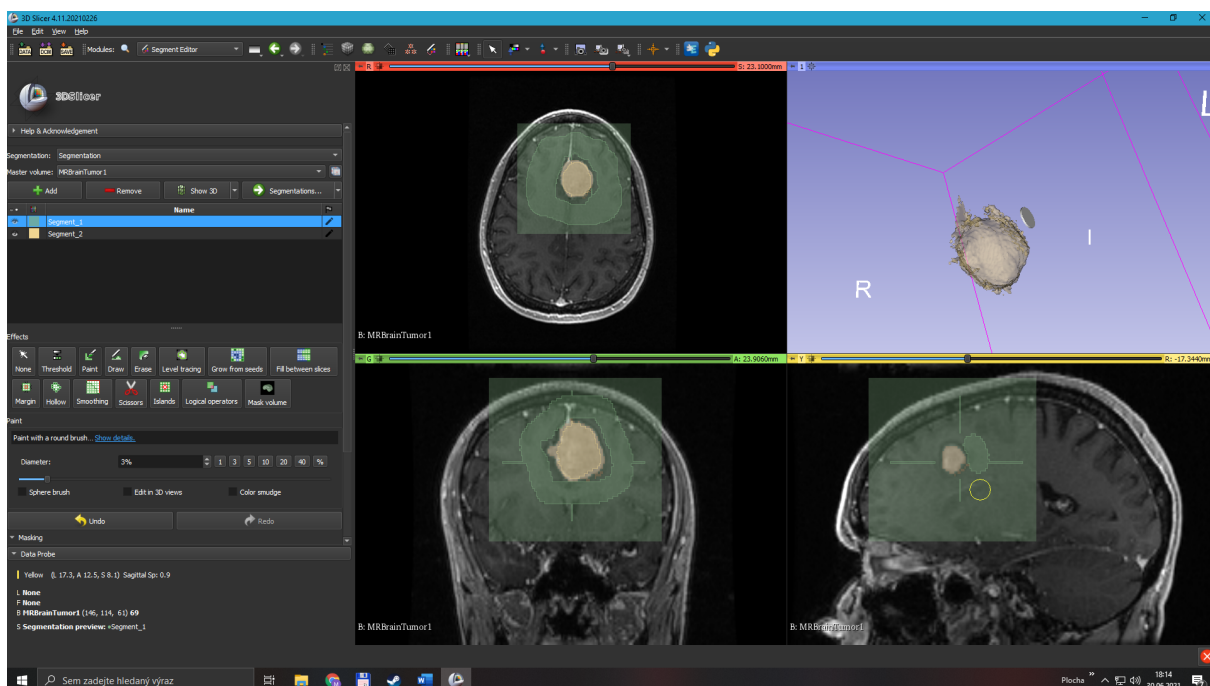 3D Slicer 4.11.20210226
File Edit View Help
DATA DCM SAVE Modules: Segment Editor
R S: 23.1000mm 1
3DSlicer
Help & Acknowledgement
Segmentation: Segmentation
Master volume: MRBrainTumor1
Add Remove Show 3D Segmentations...
Name
Segment_1
Segment_2
L
I
R
B: MRBrainTumor1
Effects
None Threshold Paint Draw Erase Level tracing Grow from seeds Fill between slices
Margin Hollow Smoothing Scissors Islands Logical operators Mask volume
G A: 23.9060mm Y R: -17.3440mm
Paint
Paint with a round brush... Show details.
Diameter: 3% 1 3 5 10 20 40 %
Sphere brush Edit in 3D views Color smudge
Undo Redo
Masking
Data Probe
Yellow (L 17.3, A 12.5, S 8.1) Sagittal Sp: 0.9
L None
F None
B MRBrainTumor1 (146, 114, 61) 69
S Segmentation preview: *Segment_1
B: MRBrainTumor1 B: MRBrainTumor1
Sem zadejte hledaný výraz
Plocha 18:14
30.06.2021